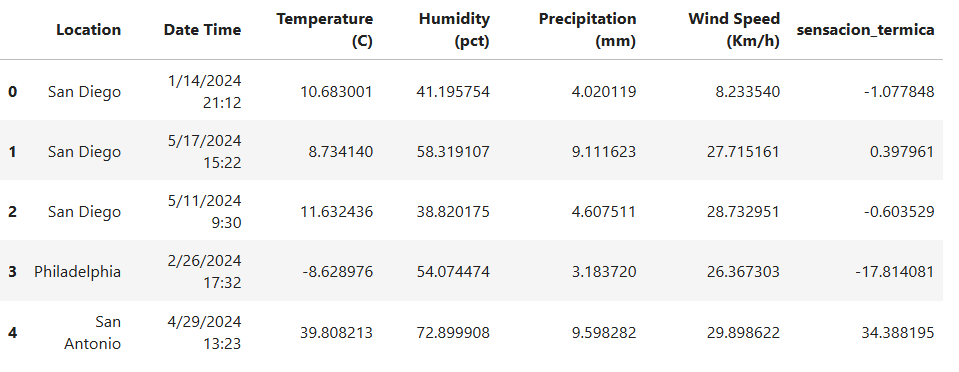 Location Date Time Temperature (C) Humidity (pct) Precipitation (mm) Wind Speed (Km/h) sensacion_termica
0 San Diego 1/14/2024 21:12 10.683001 41.195754 4.020119 8.233540 -1.077848
1 San Diego 5/17/2024 15:22 8.734140 58.319107 9.111623 27.715161 0.397961
2 San Diego 5/11/2024 9:30 11.632436 38.820175 4.607511 28.732951 -0.603529
3 Philadelphia 2/26/2024 17:32 -8.628976 54.074474 3.183720 26.367303 -17.814081
4 San Antonio 4/29/2024 13:23 39.808213 72.899908 9.598282 29.898622 34.388195